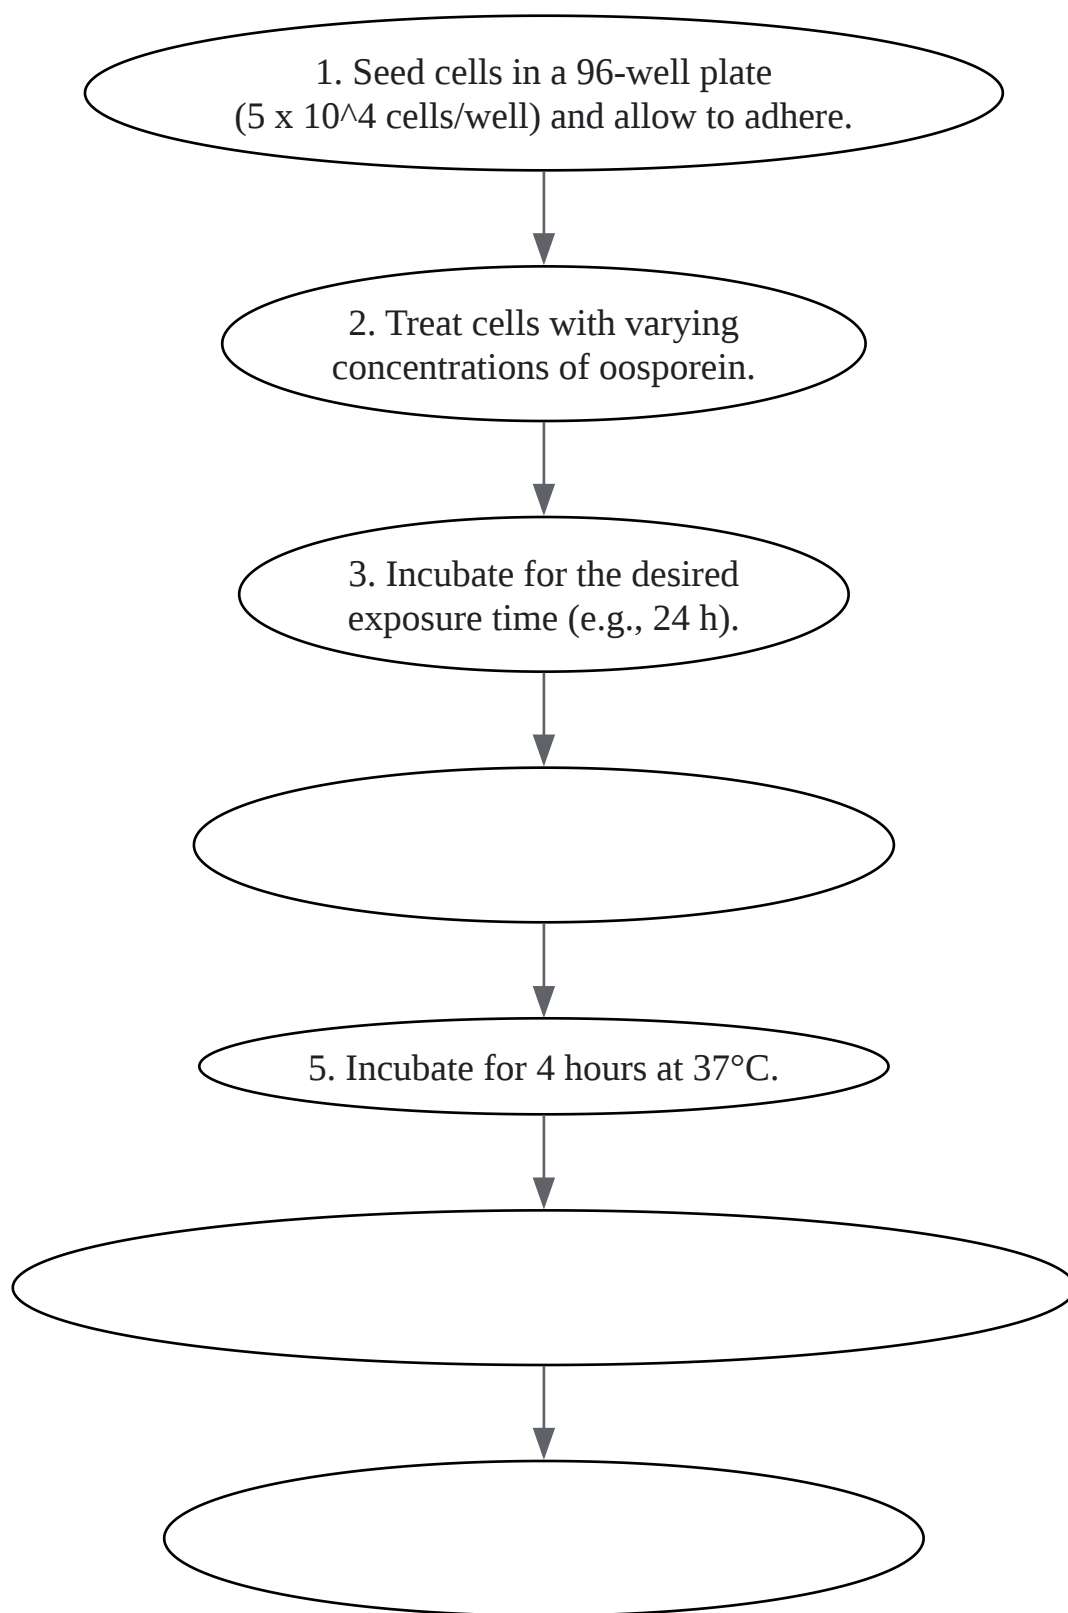 1. Seed cells in a 96-well plate
(5 x 10^4 cells/well) and allow to adhere.
2. Treat cells with varying
concentrations of oosporein.
3. Incubate for the desired
exposure time (e.g., 24 h).
5. Incubate for 4 hours at 37°C.